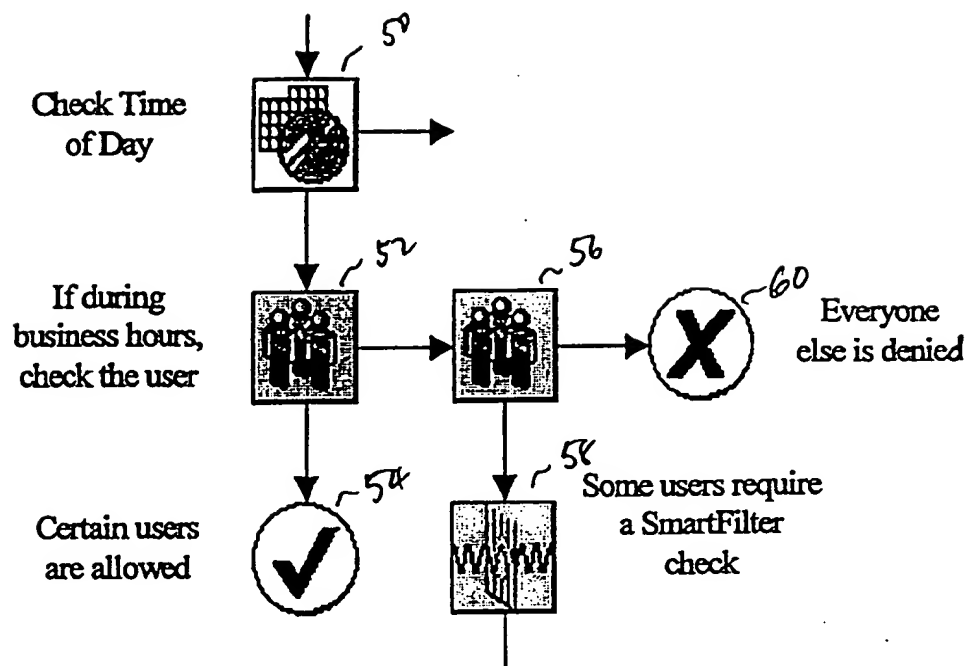 50
Check Time
of Day
52
56
60
If during
business hours,
check the user
Everyone
else is denied
54
58
Some users require
a SmartFilter
check
Certain users
are allowed